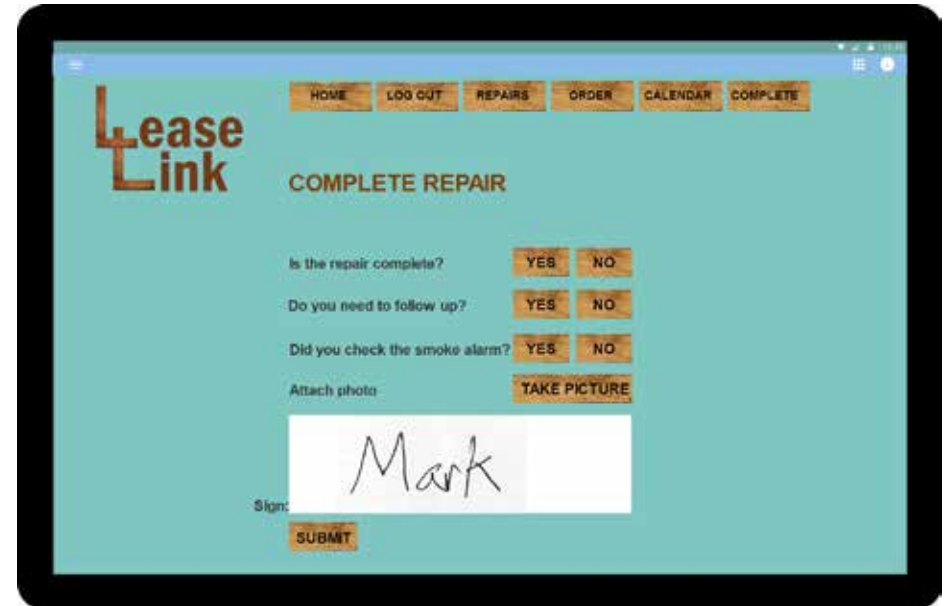 HOME LOG OUT REPAIRS ORDER CALENDAR COMPLETE
Lease
Link
COMPLETE REPAIR
Is the repair complete? YES NO
Do you need to follow up? YES NO
Did you check the smoke alarm? YES NO
Attach photo TAKE PICTURE
Mark
Sign:
SUBMIT